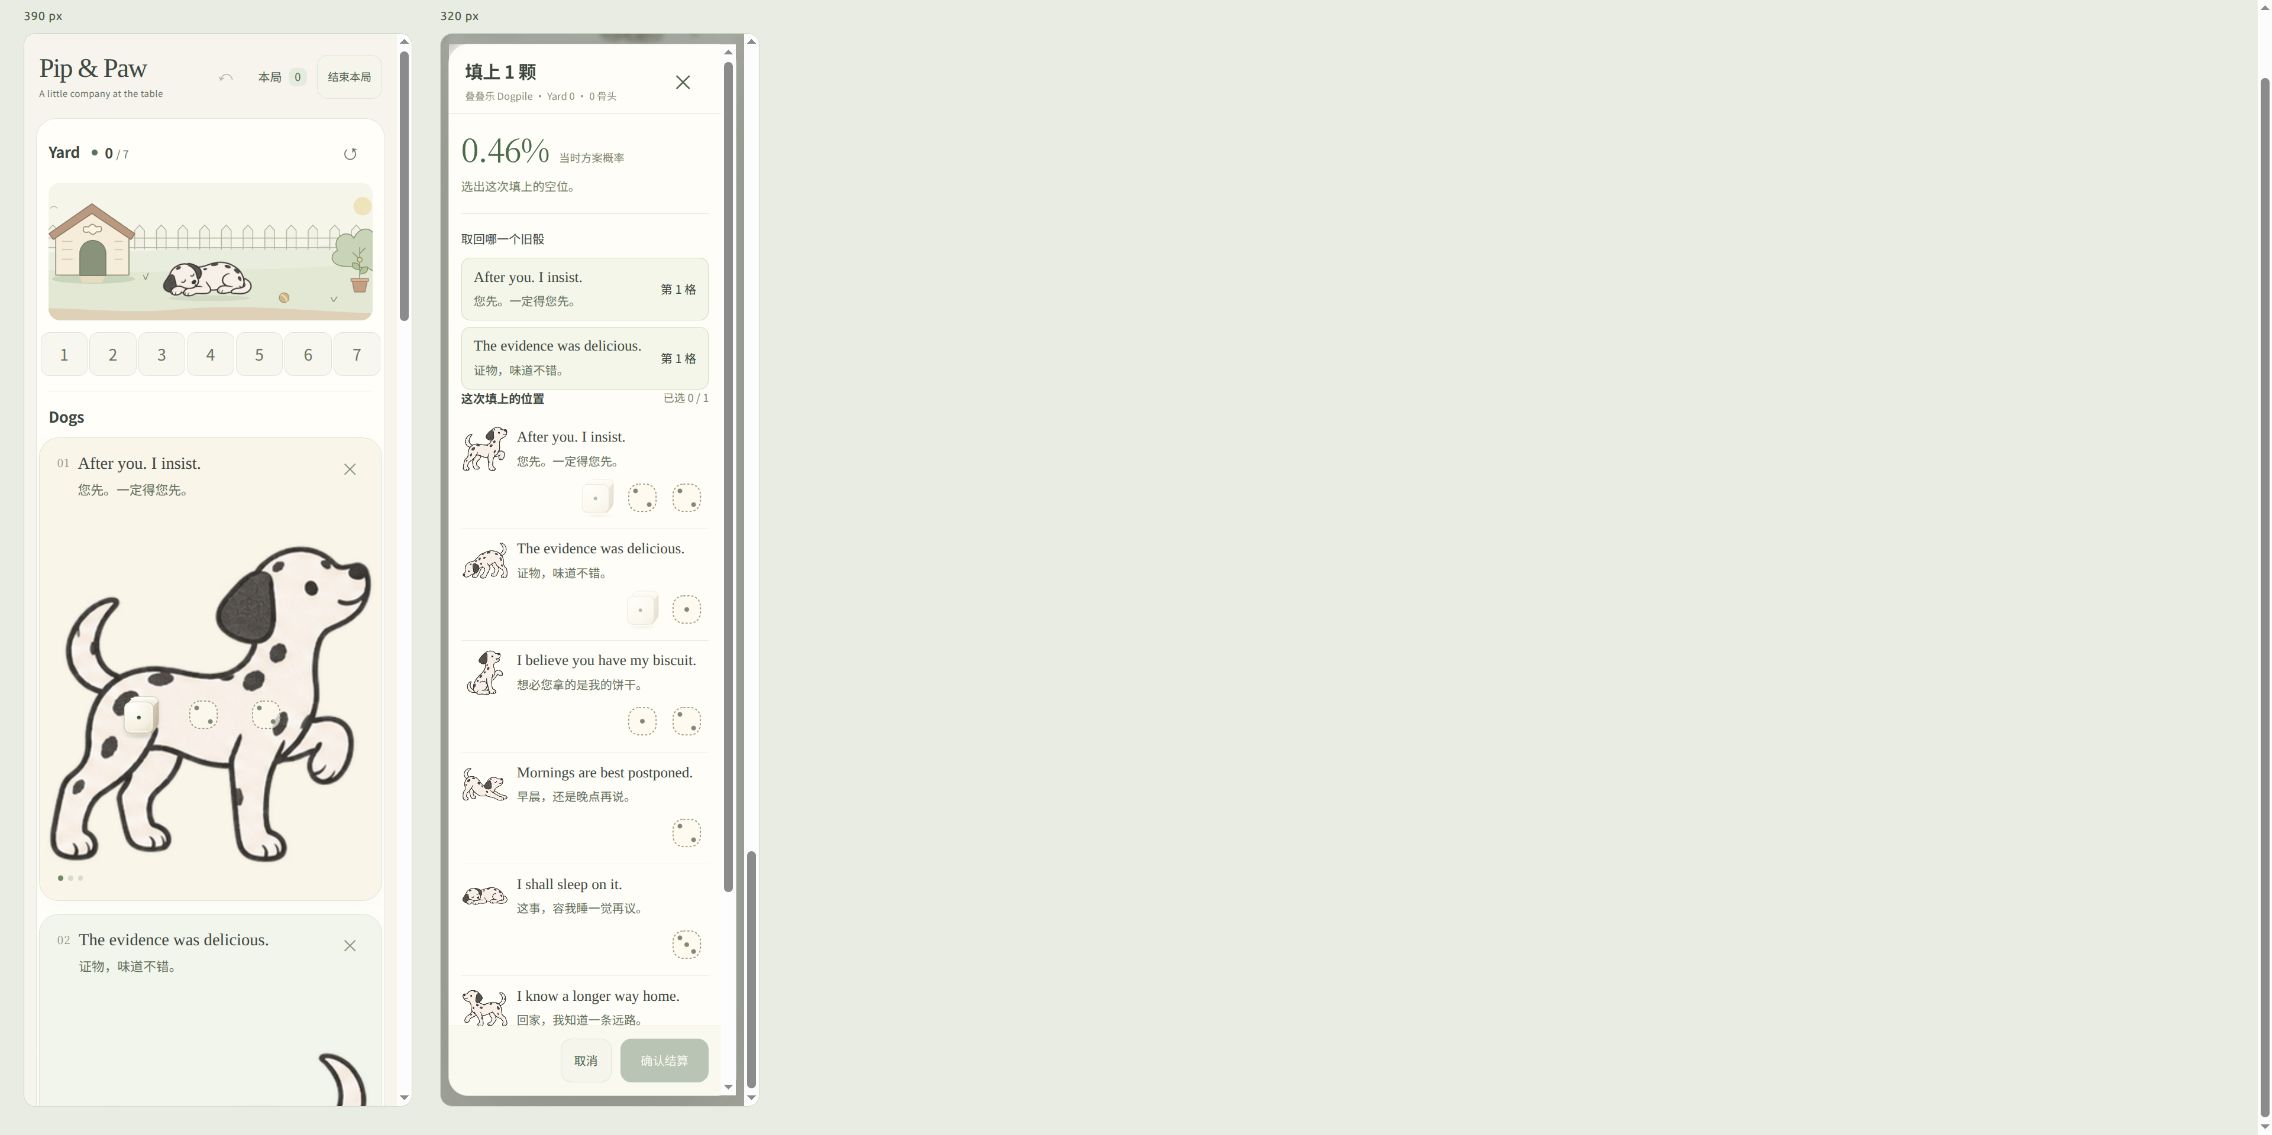 390 px
Pip & Paw
A little company at the table
本局 0
结束本局
Yard • 0 / 7
1 2 3 4 5 6 7
Dogs
01 After you. I insist.
您先。一定得您先。
02 The evidence was delicious.
证物，味道不错。
320 px
填上 1 颗
叠叠乐 Dogpile · Yard 0 · 0 骨头
0.46% 当时方案概率
选出这次填上的空位。
取回哪一个旧骰
After you. I insist.
您先。一定得您先。
第 1 格
The evidence was delicious.
证物，味道不错。
第 1 格
这次填上的位置 已选 0 / 1
After you. I insist.
您先。一定得您先。
The evidence was delicious.
证物，味道不错。
I believe you have my biscuit.
想必您拿的是我的饼干。
Mornings are best postponed.
早晨，还是晚点再说。
I shall sleep on it.
这事，容我睡一觉再议。
I know a longer way home.
回家，我知道一条远路。
取消 确认结算